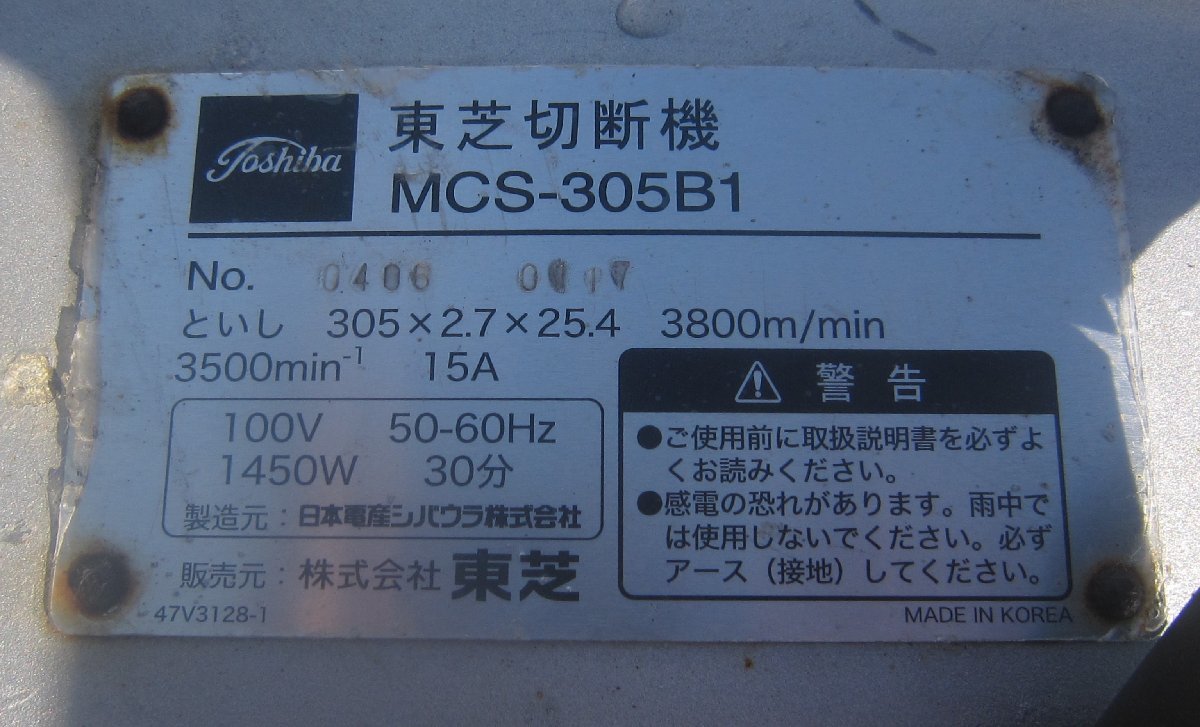 Toshiba
東芝切断機
MCS-305B1
No. 0406
といし 305×2.7×25.4 3800m/min
3500min⁻¹ 15A
100V 50-60Hz
1450W 30分
製造元：日本電産シバウラ株式会社
販売元：株式会社 東芝
47V3128-1
⚠ 警告
●ご使用前に取扱説明書を必ずよ
くお読みください。
●感電の恐れがあります。雨中で
は使用しないでください。必ず
アース（接地）してください。
MADE IN KOREA